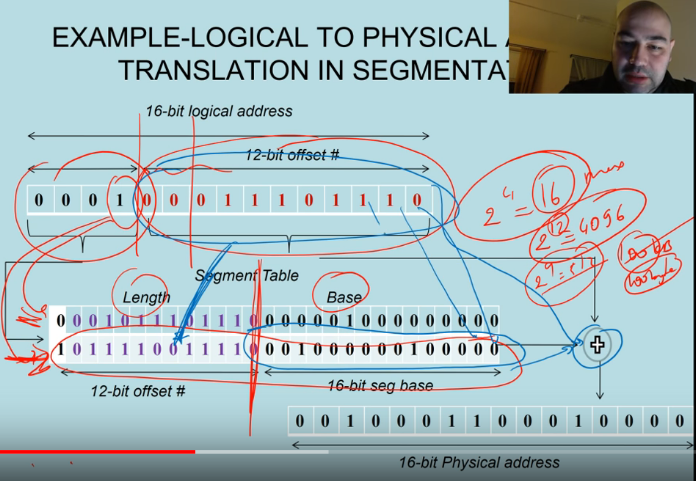 EXAMPLE-LOGICAL TO PHYSICAL A
TRANSLATION IN SEGMENTAT
16-bit logical address
12-bit offset #
0 0 0 1 0 0 0 1 1 1 0 1 1 1 0
2⁴ = 16 max
2¹² = 4096
Segment Table
Length Base
0 0 0 1 0 1 1 1 0 1 1 1 0 0 0 0 0 0 1 0 0 0 0 0 0 0 0 0 0
1 0 1 1 1 1 0 0 1 1 1 1 0 0 0 1 0 0 0 0 0 0 0 1 0 0 0 0 0
12-bit offset # 16-bit seg base
0 0 1 0 0 0 1 1 0 0 0 1 0 0 0 0
16-bit Physical address